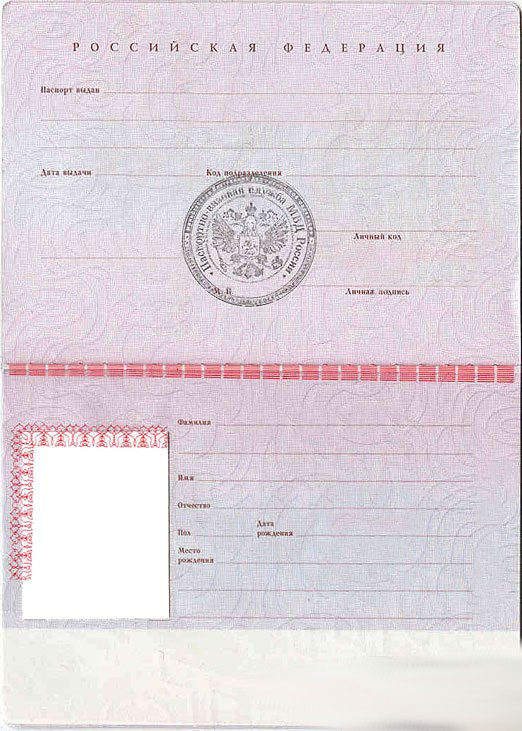 РОССИЙСКАЯ ФЕДЕРАЦИЯ
Паспорт выдан
Дата выдачи
Код подразделения
Паспортно-визовая служба МВД России
Личный код
М. П.
Личная подпись
Фамилия
Имя
Отчество
Пол
Дата
рождения
Место
рождения